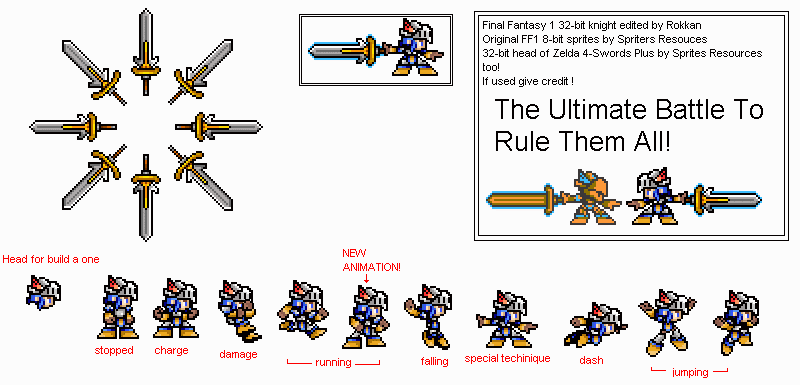 Final Fantasy 1 32-bit knight edited by Rokkan
Original FF1 8-bit sprites by Spriters Resouces
32-bit head of Zelda 4-Swords Plus by Sprites Resources
too!
If used give credit !
The Ultimate Battle To
Rule Them All!
Head for build a one
NEW
ANIMATION!
stopped
charge
damage
running
falling
special techinique
dash
jumping